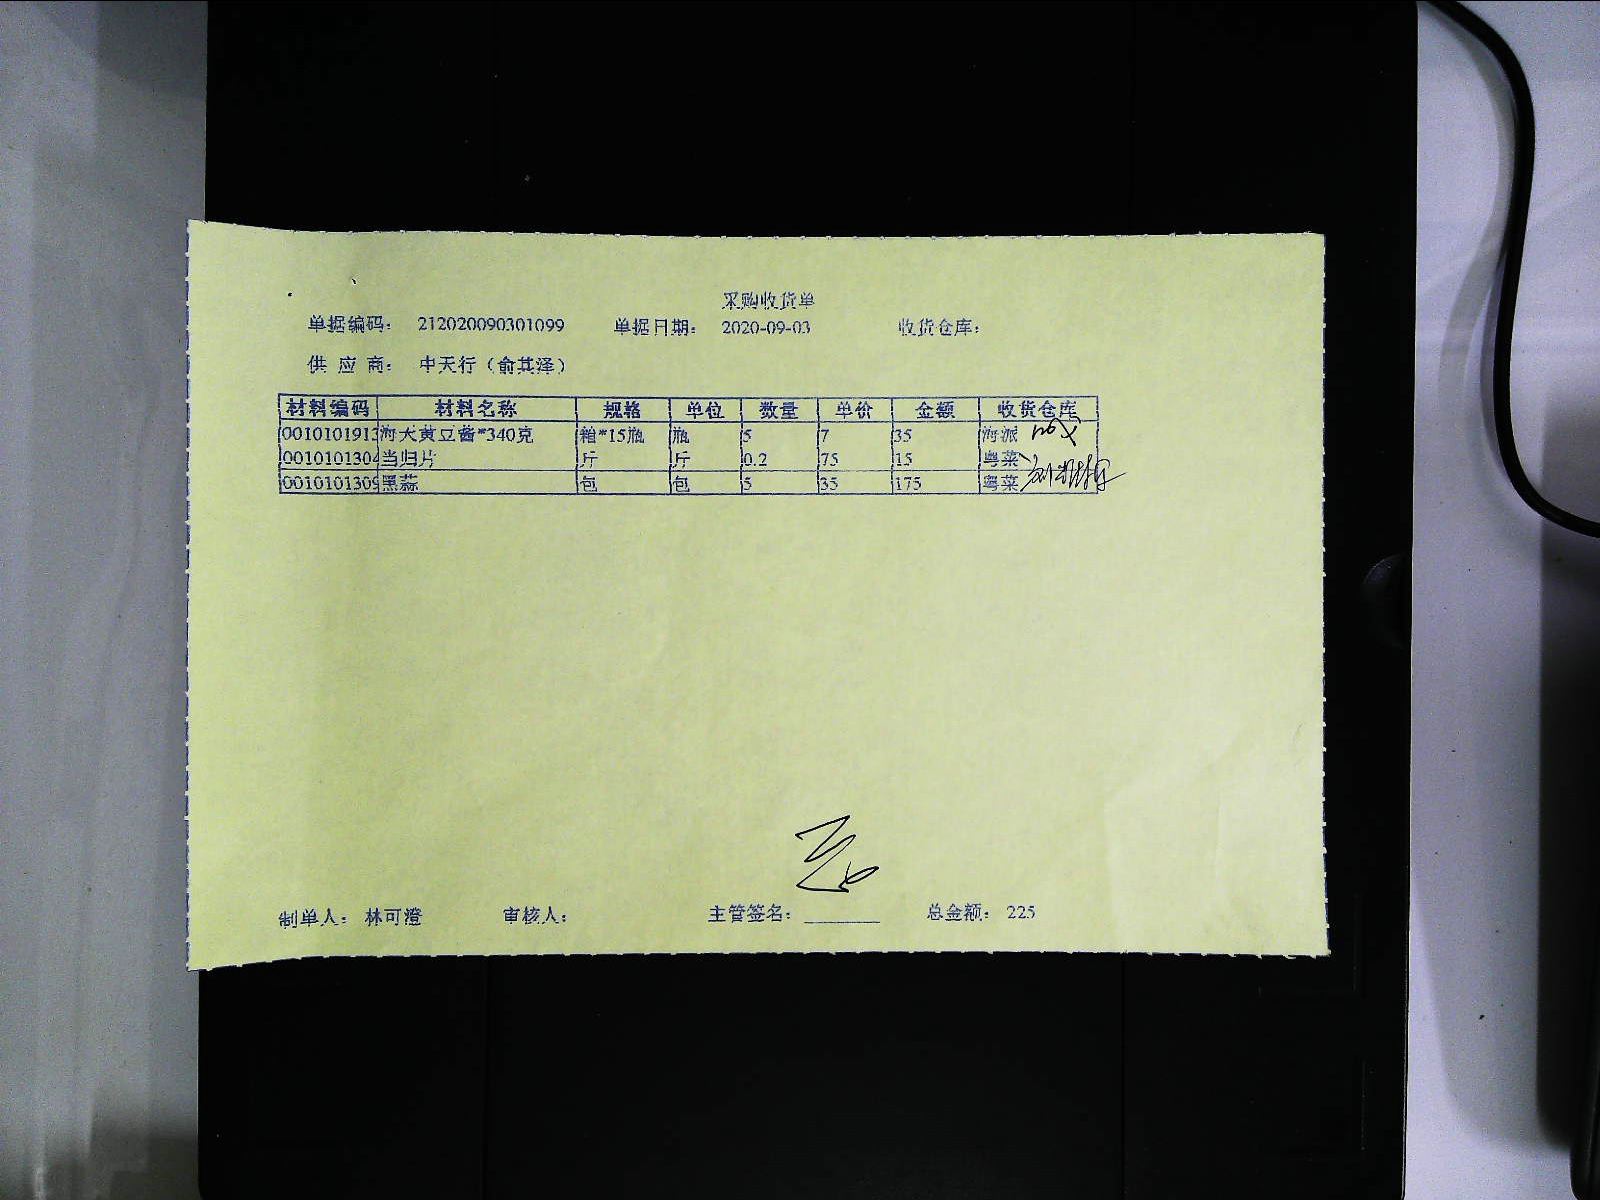 采购收货单
单据编码： 212020090301099 单据日期： 2020-09-03 收货仓库：
供 应 商： 中天行（俞其泽）
材料编码 材料名称 规格 单位 数量 单价 金额 收货仓库
0010101913 海天黄豆酱*340克 箱*15瓶 瓶 5 7 35 海派
0010101304 当归片 斤 斤 0.2 75 15 粤菜
0010101309 黑蒜 包 包 5 35 175 粤菜
制单人： 林可澄 审核人： 主管签名： 总金额： 225